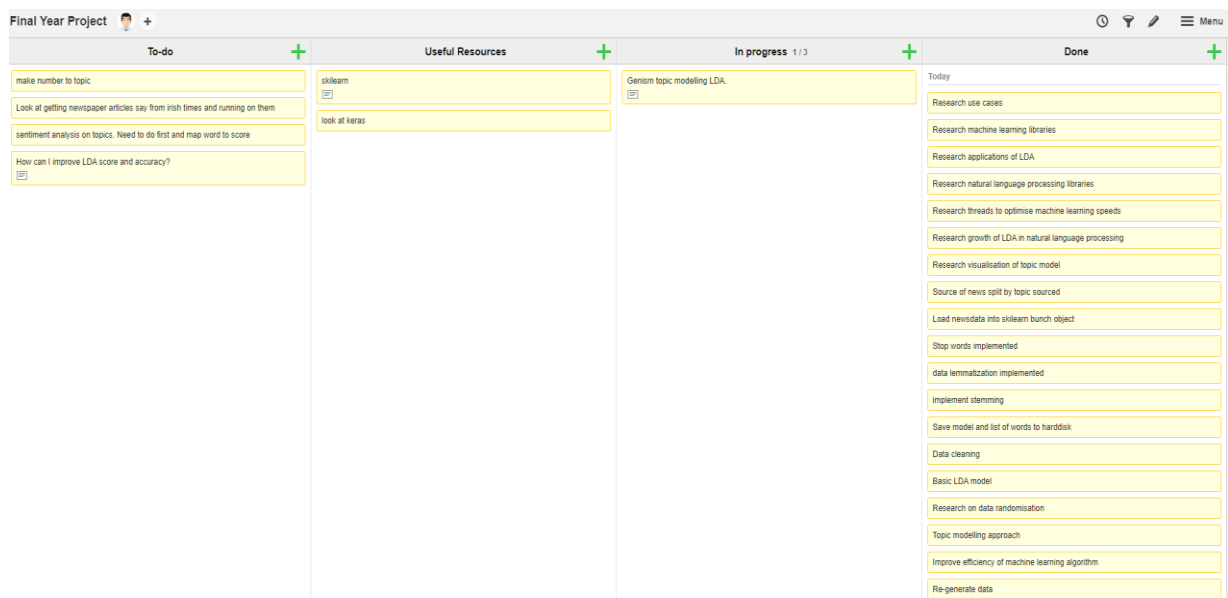 Final Year Project
+
Menu
To-do
Useful Resources
In progress 1 / 3
Done
make number to topic
Look at getting newspaper articles say from irish times and running on them
sentiment analysis on topics. Need to do first and map word to score
How can I improve LDA score and accuracy?
skilearn
look at keras
Genism topic modelling LDA.
Today
Research use cases
Research machine learning libraries
Research applications of LDA
Research natural language processing libraries
Research threads to optimise machine learning speeds
Research growth of LDA in natural language processing
Research visualisation of topic model
Source of news split by topic sourced
Load newsdata into skilearn bunch object
Stop words implemented
data lemmatization implemented
implement stemming
Save model and list of words to harddisk
Data cleaning
Basic LDA model
Research on data randomisation
Topic modelling approach
Improve efficiency of machine learning algorithm
Re-generate data